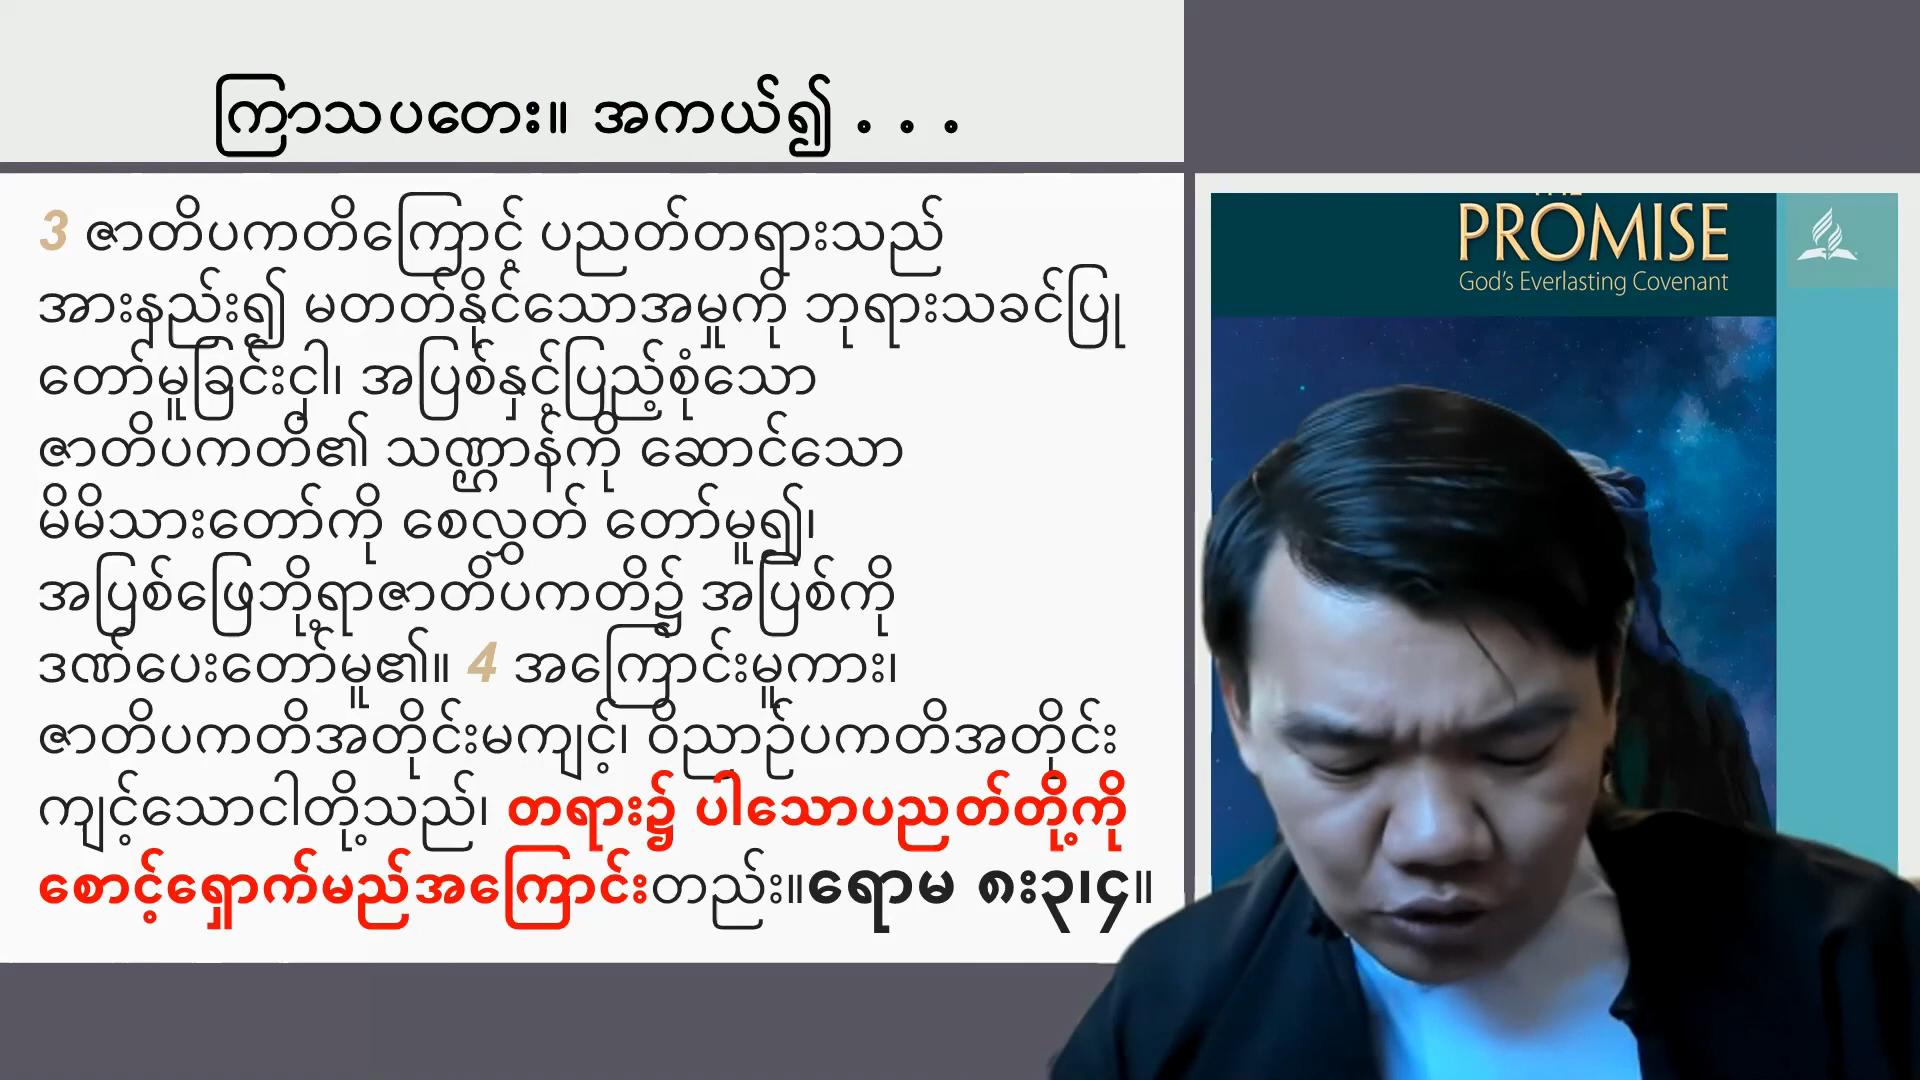 ကြာသပတေး။ အကယ်၍ . . .
3 ဇာတိပကတိကြောင့် ပညတ်တရားသည်
အားနည်း၍ မတတ်နိုင်သောအမှုကို ဘုရားသခင်ပြု
တော်မူခြင်းငှါ၊ အပြစ်နှင့်ပြည့်စုံသော
ဇာတိပကတိ၏ သဏ္ဌာန်ကို ဆောင်သော
မိမိသားတော်ကို စေလွှတ် တော်မူ၍၊
အပြစ်ဖြေဘို့ရာဇာတိပကတိ၌ အပြစ်ကို
ဒဏ်ပေးတော်မူ၏။ 4 အကြောင်းမူကား၊
ဇာတိပကတိအတိုင်းမကျင့်၊ ဝိညာဉ်ပကတိအတိုင်း
ကျင့်သောငါတို့သည်၊ တရား၌ ပါသောပညတ်တို့ကို
စောင့်ရှောက်မည်အကြောင်းတည်း။ရောမ ၈း၃၊၄။
PROMISE
God's Everlasting Covenant